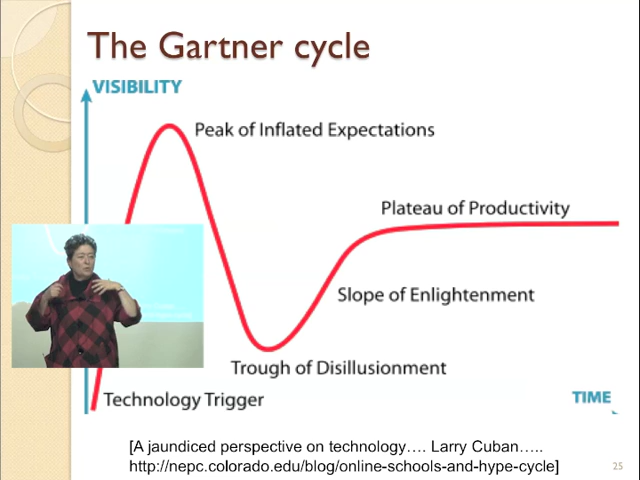 The Gartner cycle
VISIBILITY
Peak of Inflated Expectations
Plateau of Productivity
Slope of Enlightenment
Trough of Disillusionment
Technology Trigger
TIME
[A jaundiced perspective on technology…. Larry Cuban…..
http://nepc.colorado.edu/blog/online-schools-and-hype-cycle]
25